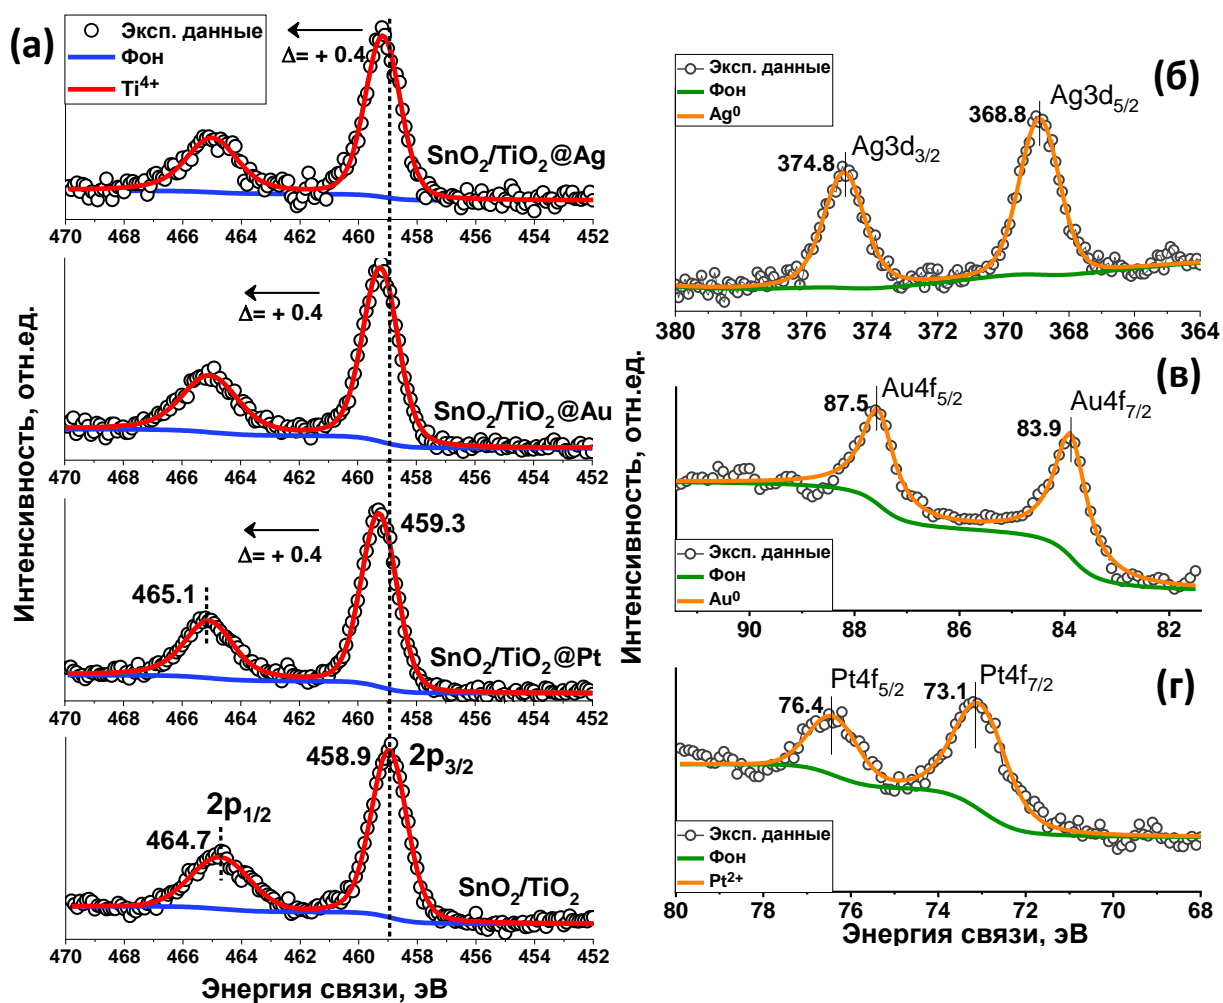 (а)
Эксп. данные
Фон
Ti4+
Δ= + 0.4
SnO2/TiO2@Ag
470 468 466 464 462 460 458 456 454 452
Δ= + 0.4
SnO2/TiO2@Au
470 468 466 464 462 460 458 456 454 452
Δ= + 0.4
459.3
465.1
SnO2/TiO2@Pt
470 468 466 464 462 460 458 456 454 452
458.9 2p3/2
2p1/2
464.7
SnO2/TiO2
470 468 466 464 462 460 458 456 454 452
Энергия связи, эВ
Интенсивность, отн.ед.
(б)
Эксп. данные
Фон
Ag0
374.8 Ag3d3/2
368.8 Ag3d5/2
380 378 376 374 372 370 368 366 364
(в)
87.5 Au4f5/2
83.9 Au4f7/2
Эксп. данные
Фон
Au0
90 88 86 84 82
Интенсивность, отн.ед.
(г)
76.4 Pt4f5/2
73.1 Pt4f7/2
Эксп. данные
Фон
Pt2+
80 78 76 74 72 70 68
Энергия связи, эВ